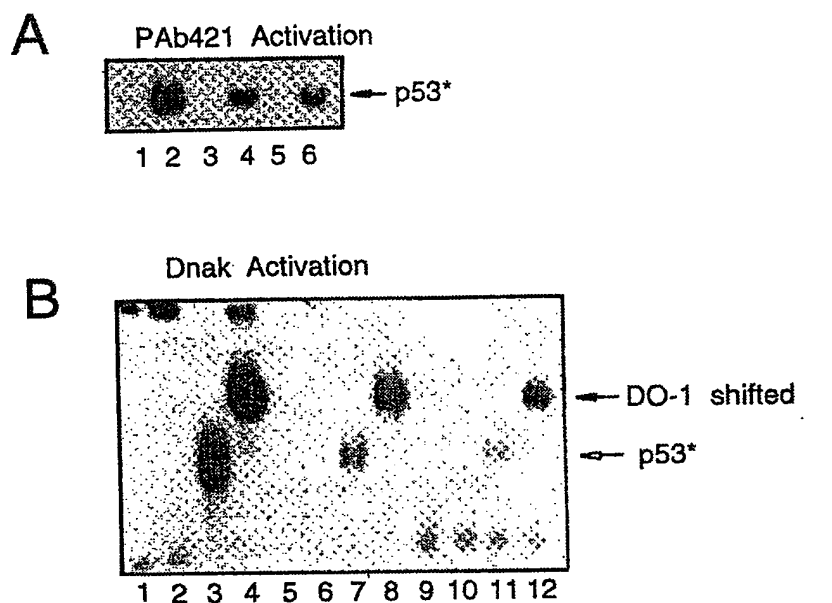 A
PAb421 Activation
p53*
1 2 3 4 5 6
Dnak Activation
B
DO-1 shifted
p53*
1 2 3 4 5 6 7 8 9 10 11 12